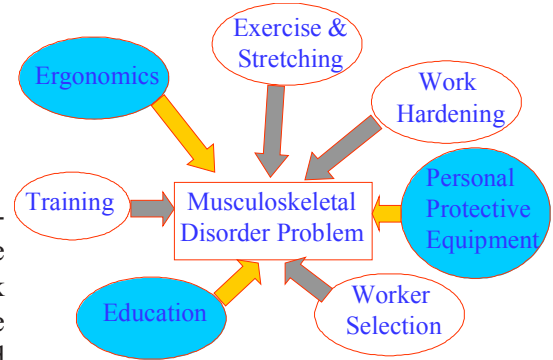 Exercise &
Stretching
Ergonomics
Work
Hardening
Training
Musculoskeletal
Disorder Problem
Personal
Protective
Equipment
Education
Worker
Selection